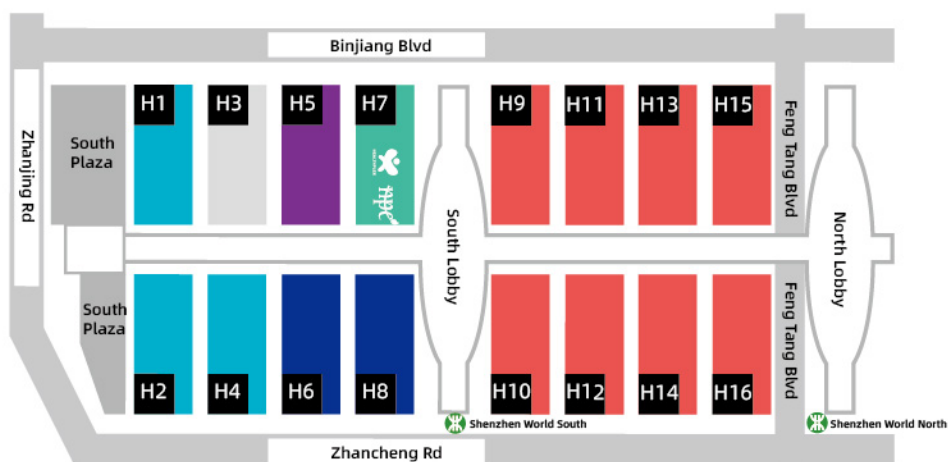 Binjiang Blvd
Zhanjing Rd
South
Plaza
H1
H3
H5
H7
mpe
South Lobby
H9
H11
H13
H15
Feng Tang Blvd
North Lobby
South
Plaza
H2
H4
H6
H8
H10
H12
H14
H16
Feng Tang Blvd
Shenzhen World South
Shenzhen World North
Zhancheng Rd